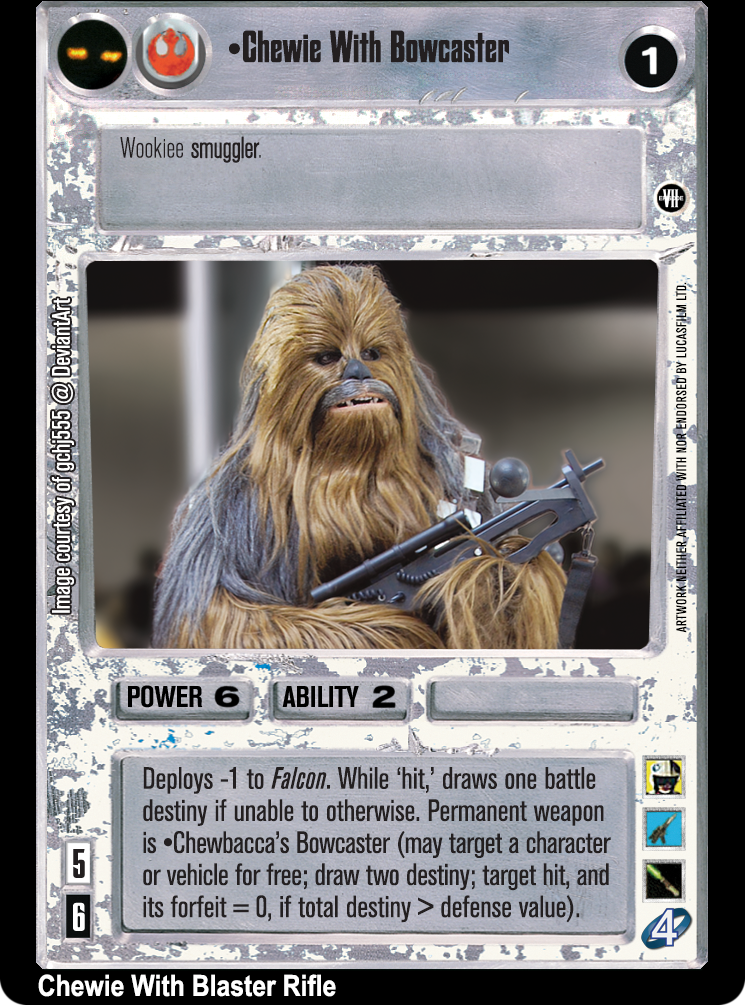 •Chewie With Bowcaster
1
Wookiee smuggler.
EPISODE
VII
Image courtesy of gchj555 @ DeviantArt
ARTWORK NEITHER AFFILIATED WITH NOR ENDORSED BY LUCASFILM LTD.
POWER 6 ABILITY 2
Deploys -1 to Falcon. While ‘hit,’ draws one battle
destiny if unable to otherwise. Permanent weapon
is •Chewbacca’s Bowcaster (may target a character
or vehicle for free; draw two destiny; target hit, and
its forfeit = 0, if total destiny > defense value).
5
6
4
Chewie With Blaster Rifle